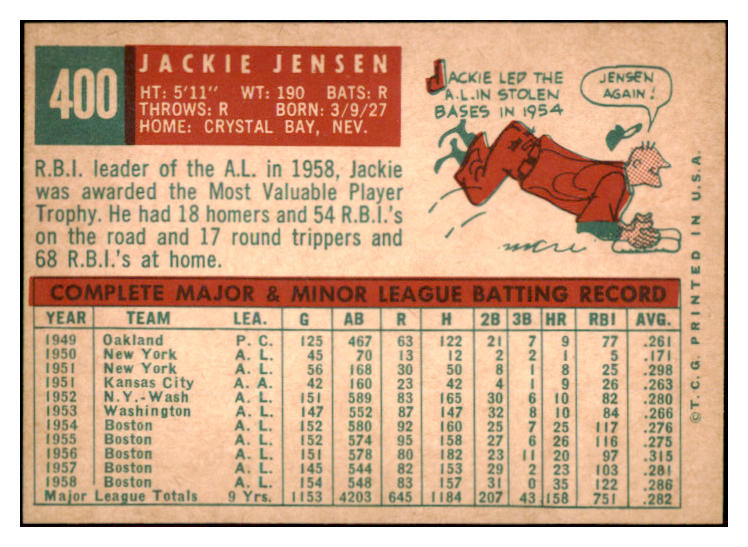 400
JACKIE JENSEN
HT: 5'11" WT: 190 BATS: R
THROWS: R BORN: 3/9/27
HOME: CRYSTAL BAY, NEV.
R.B.I. leader of the A.L. in 1958, Jackie
was awarded the Most Valuable Player
Trophy. He had 18 homers and 54 R.B.I.'s
on the road and 17 round trippers and
68 R.B.I.'s at home.
JACKIE LED THE
A.L. IN STOLEN
BASES IN 1954
JENSEN
AGAIN!
COMPLETE MAJOR & MINOR LEAGUE BATTING RECORD
YEAR TEAM LEA. G AB R H 2B 3B HR RBI AVG.
1949 Oakland P. C. 125 467 63 122 21 7 9 77 .261
1950 New York A. L. 45 70 13 12 2 2 1 5 .171
1951 New York A. L. 56 168 30 50 8 1 8 25 .298
1951 Kansas City A. A. 42 160 23 42 4 1 9 26 .263
1952 N.Y.-Wash A. L. 151 589 83 165 30 6 10 82 .280
1953 Washington A. L. 147 552 87 147 32 8 10 84 .266
1954 Boston A. L. 152 580 92 160 25 7 25 117 .276
1955 Boston A. L. 152 574 95 158 27 6 26 116 .275
1956 Boston A. L. 151 578 80 182 23 11 20 97 .315
1957 Boston A. L. 145 544 82 153 29 2 23 103 .281
1958 Boston A. L. 154 548 83 157 31 0 35 122 .286
Major League Totals 9 Yrs. 1153 4203 645 1184 207 43 158 751 .282
© T. C. G. PRINTED IN U.S.A.